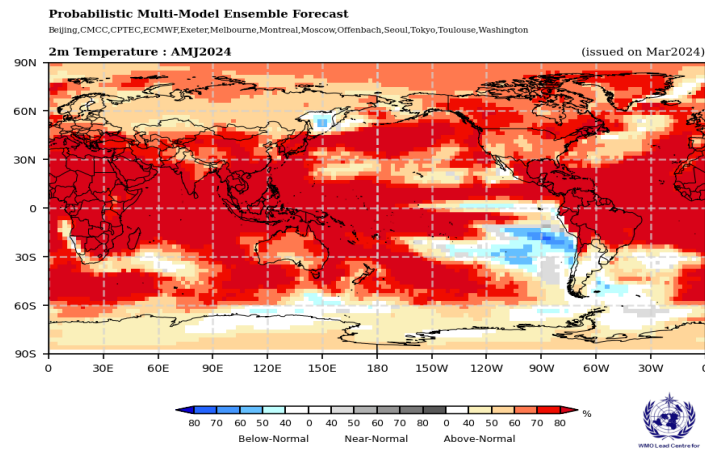 Probabilistic Multi-Model Ensemble Forecast
Beijing,CMCC,CPTEC,ECMWF,Exeter,Melbourne,Montreal,Moscow,Offenbach,Seoul,Tokyo,Toulouse,Washington
2m Temperature : AMJ2024 (issued on Mar2024)
90N
60N
30N
0
30S
60S
90S
0 30E 60E 90E 120E 150E 180 150W 120W 90W 60W 30W 0
80 70 60 50 40 0 40 50 60 70 80 0 40 50 60 70 80 %
Below-Normal Near-Normal Above-Normal
WMO Lead Centre for